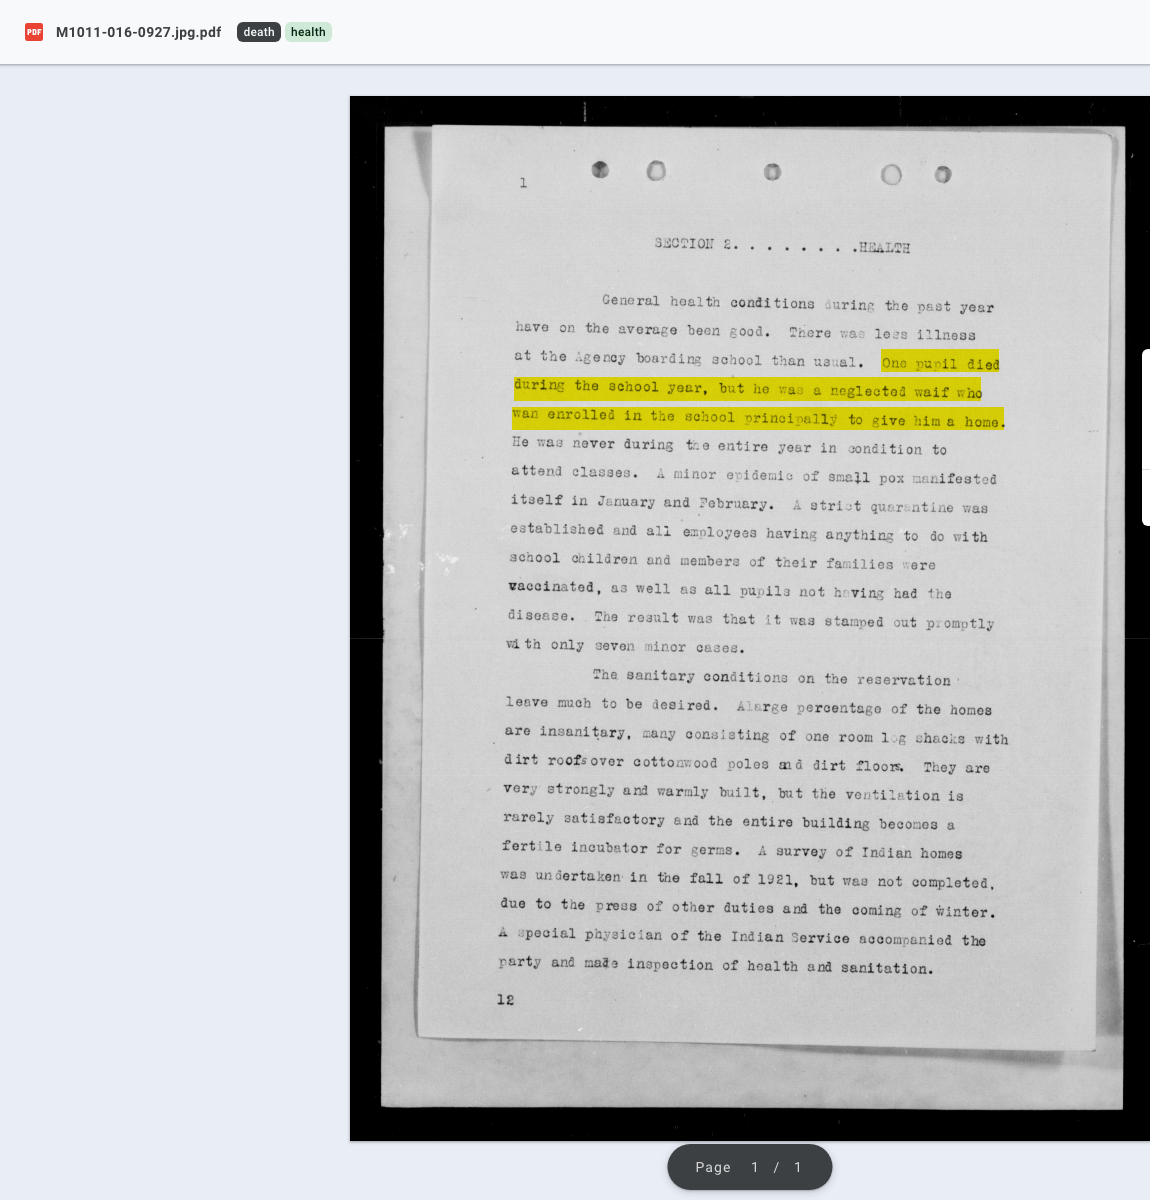 PDF M1011-016-0927.jpg.pdf death health
1
SECTION 2. . . . . . . .HEALTH
General health conditions during the past year
have on the average been good. There was less illness
at the Agency boarding school than usual. One pupil died
during the school year, but he was a neglected waif who
wan enrolled in the school principally to give him a home.
He was never during the entire year in condition to
attend classes. A minor epidemic of small pox manifested
itself in January and February. A strict quarantine was
established and all employees having anything to do with
school children and members of their families were
vaccinated, as well as all pupils not having had the
disease. The result was that it was stamped out promptly
with only seven minor cases.
The sanitary conditions on the reservation
leave much to be desired. Alarge percentage of the homes
are insanitary, many consisting of one room log shacks with
dirt roofs over cottonwood poles and dirt floors. They are
very strongly and warmly built, but the ventilation is
rarely satisfactory and the entire building becomes a
fertile incubator for germs. A survey of Indian homes
was undertaken in the fall of 1921, but was not completed,
due to the press of other duties and the coming of winter.
A special physician of the Indian Service accompanied the
party and made inspection of health and sanitation.
12
Page 1 / 1